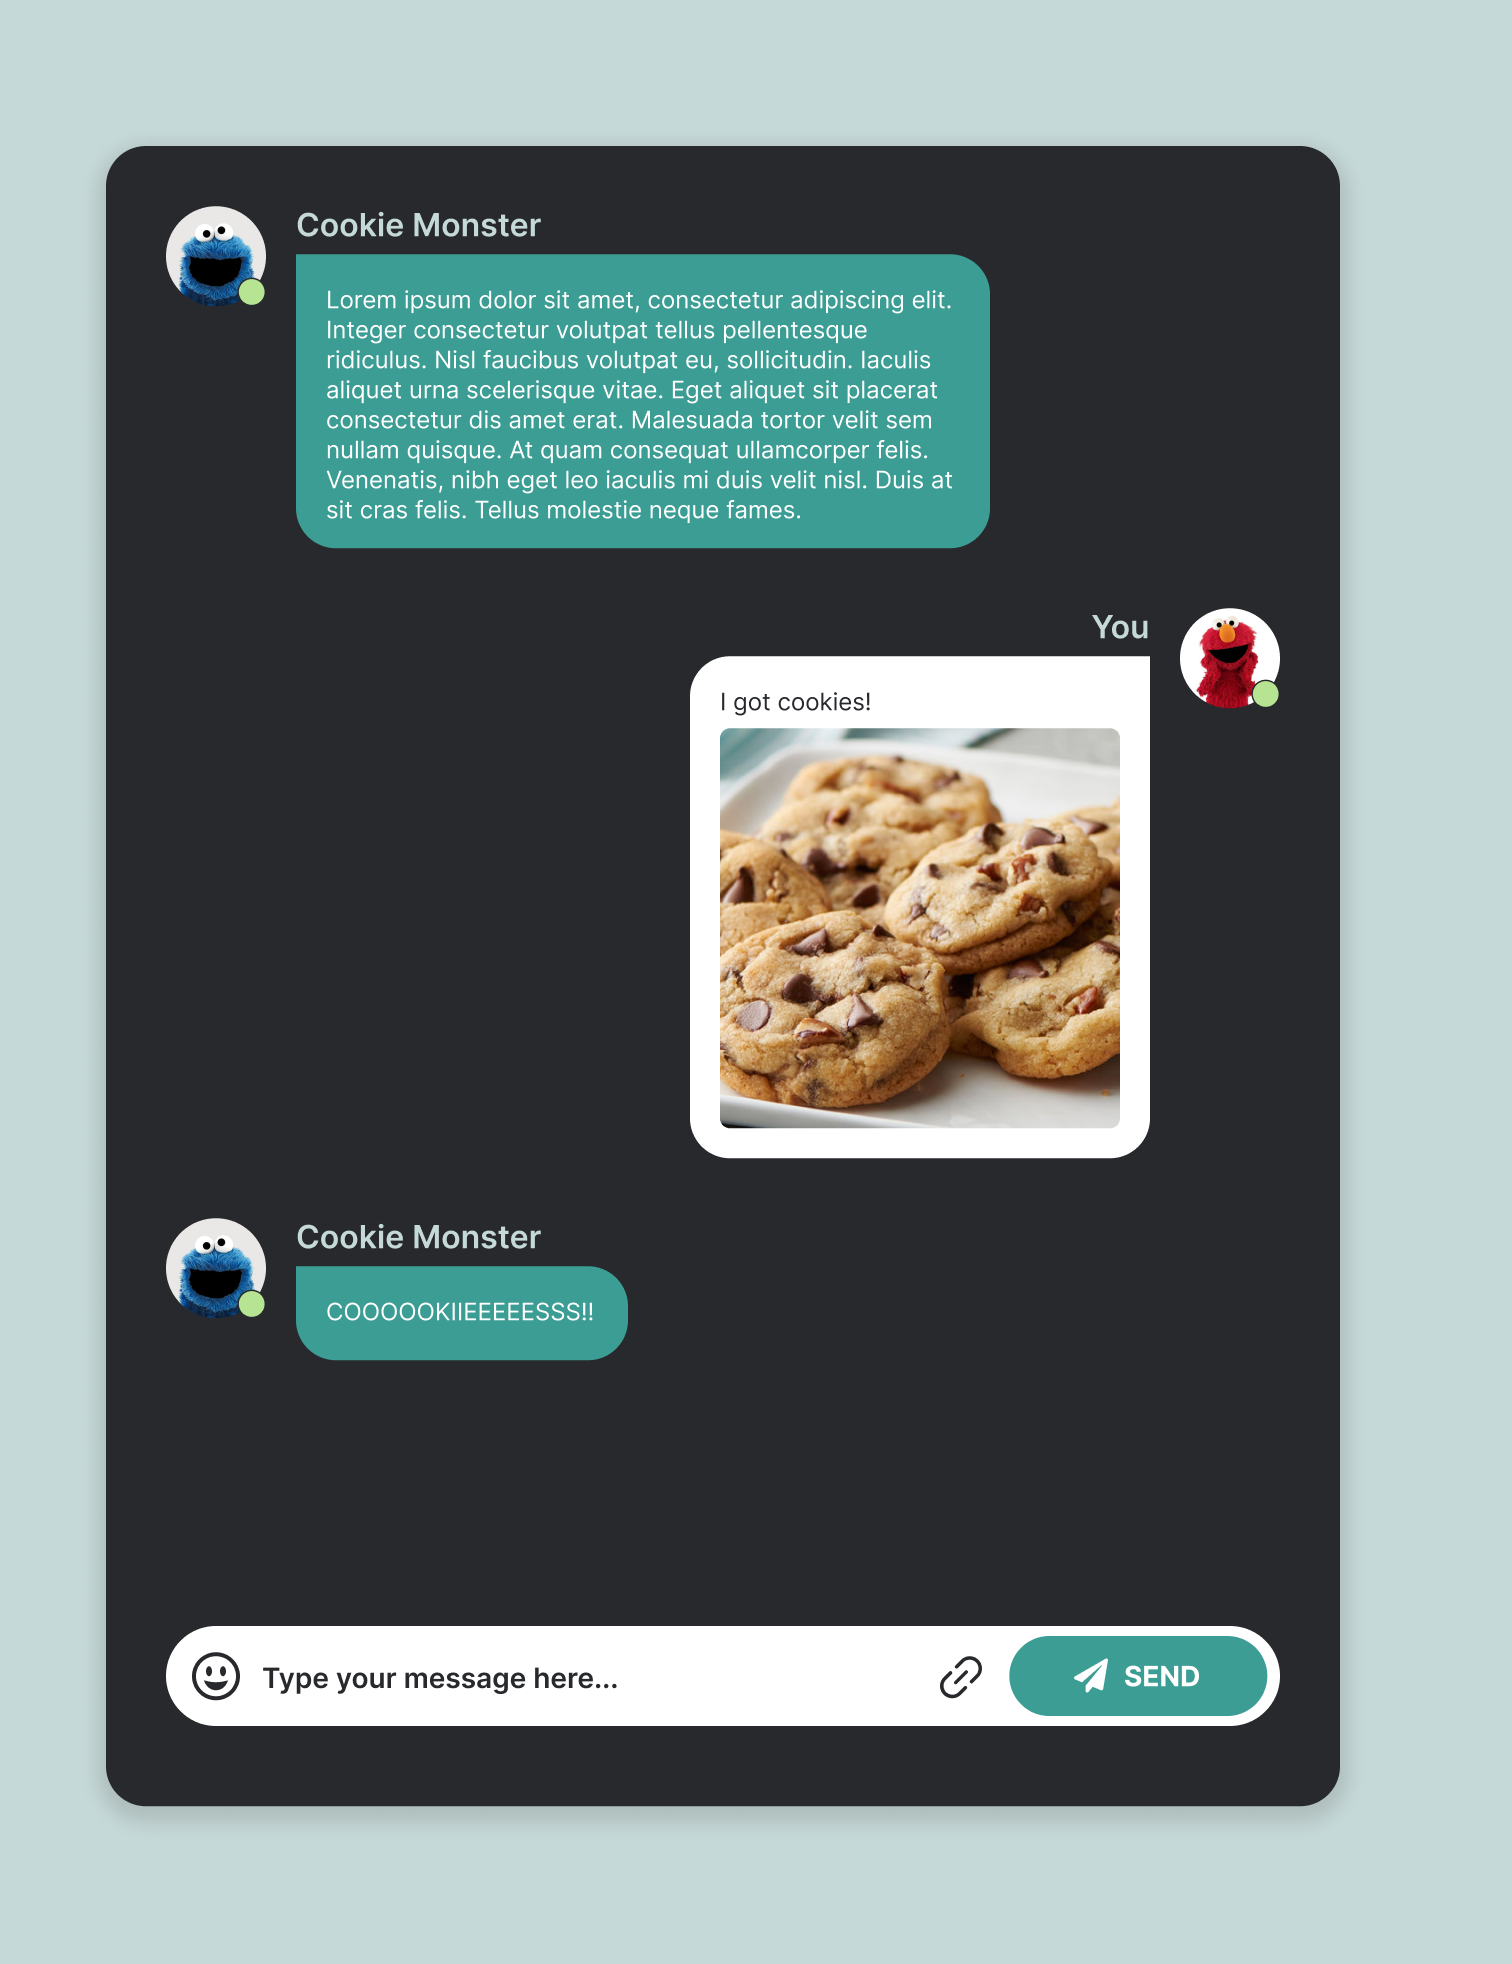 Cookie Monster
Lorem ipsum dolor sit amet, consectetur adipiscing elit.
Integer consectetur volutpat tellus pellentesque
ridiculus. Nisl faucibus volutpat eu, sollicitudin. Iaculis
aliquet urna scelerisque vitae. Eget aliquet sit placerat
consectetur dis amet erat. Malesuada tortor velit sem
nullam quisque. At quam consequat ullamcorper felis.
Venenatis, nibh eget leo iaculis mi duis velit nisl. Duis at
sit cras felis. Tellus molestie neque fames.
You
I got cookies!
Cookie Monster
COOOOOKIIEEEEESSS!!
Type your message here...
SEND